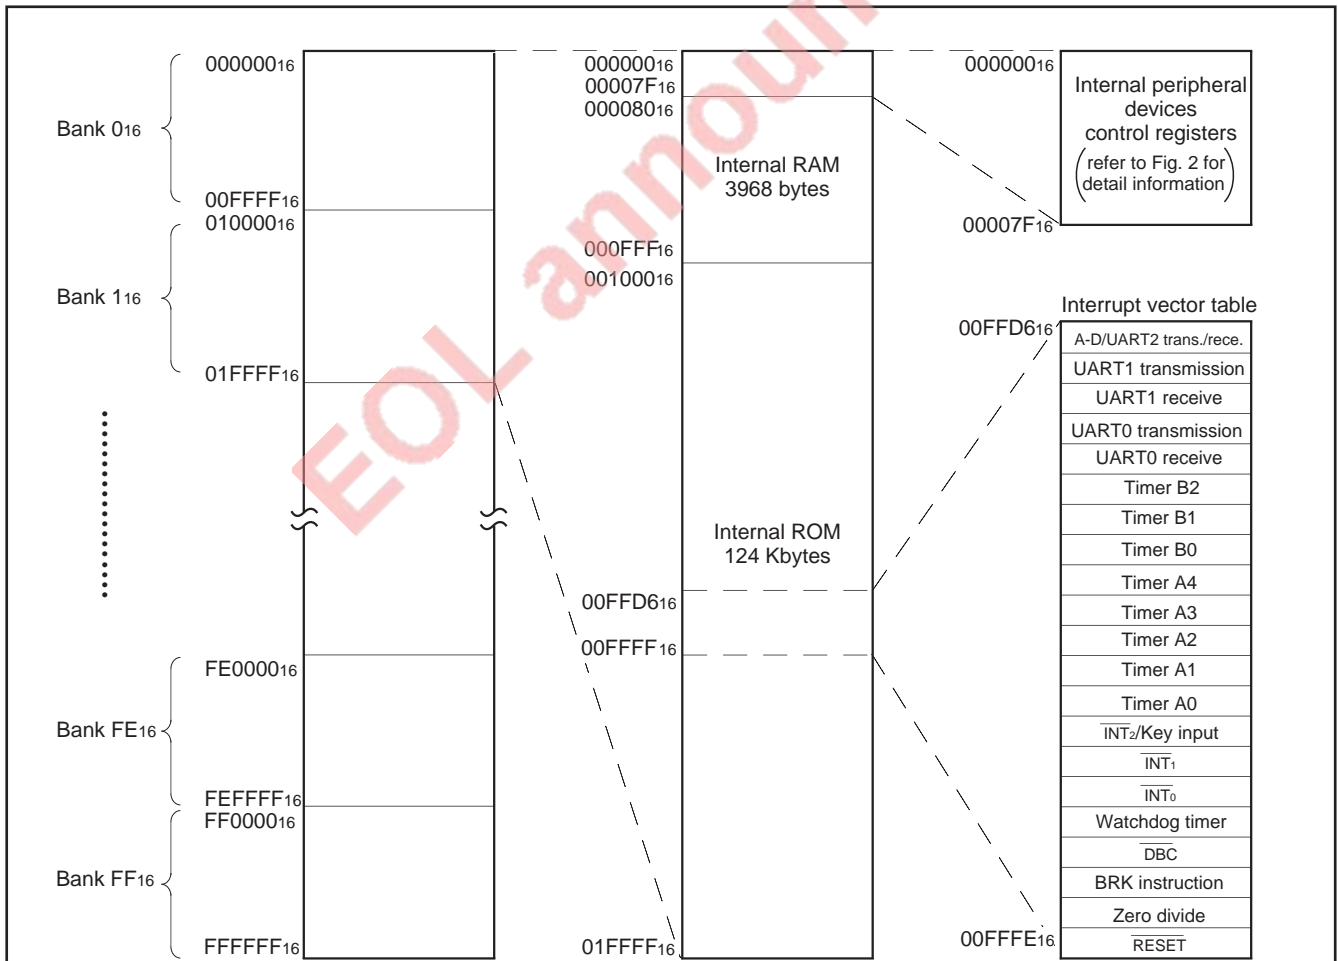 EOL announ
Bank 016
00000016
00FFFF16
Bank 116
01000016
01FFFF16
Bank FE16
FE000016
FEFFFF16
Bank FF16
FF000016
FFFFFF16
00000016
00007F16
00008016
Internal RAM
3968 bytes
000FFF16
00100016
Internal ROM
124 Kbytes
00FFD616
00FFFF16
01FFFF16
00000016
Internal peripheral
devices
control registers
(refer to Fig. 2 for
detail information)
00007F16
Interrupt vector table
00FFD616
A-D/UART2 trans./rece.
UART1 transmission
UART1 receive
UART0 transmission
UART0 receive
Timer B2
Timer B1
Timer B0
Timer A4
Timer A3
Timer A2
Timer A1
Timer A0
INT2/Key input
INT1
INT0
Watchdog timer
DBC
BRK instruction
Zero divide
00FFFE16
RESET